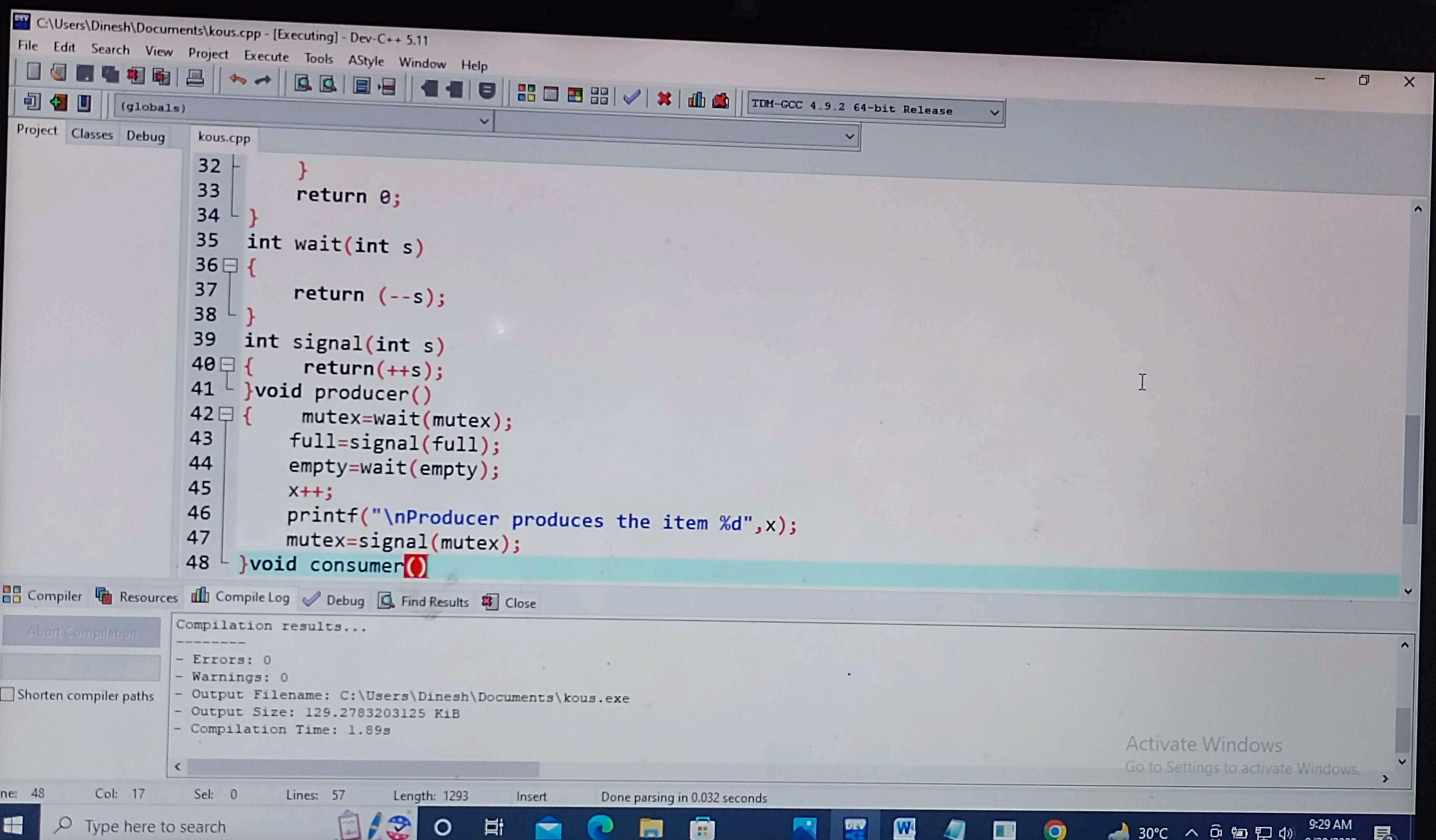 C:\Users\Dinesh\Documents\kous.cpp - [Executing] - Dev-C++ 5.11
File Edit Search View Project Execute Tools AStyle Window Help
(globals)
TDM-GCC 4.9.2 64-bit Release
Project Classes Debug
kous.cpp
32 }
33 return 0;
34 }
35 int wait(int s)
36 {
37 return (--s);
38 }
39 int signal(int s)
40 { return(++s);
41 }void producer()
42 { mutex=wait(mutex);
43 full=signal(full);
44 empty=wait(empty);
45 x++;
46 printf("\nProducer produces the item %d",x);
47 mutex=signal(mutex);
48 }void consumer()
Compiler Resources Compile Log Debug Find Results Close
Abort Compilation
Shorten compiler paths
Compilation results...
--------
- Errors: 0
- Warnings: 0
- Output Filename: C:\Users\Dinesh\Documents\kous.exe
- Output Size: 129.2783203125 KiB
- Compilation Time: 1.89s
Activate Windows
Go to Settings to activate Windows.
ne: 48 Col: 17 Sel: 0 Lines: 57 Length: 1293 Insert Done parsing in 0.032 seconds
Type here to search
30°C
9:29 AM